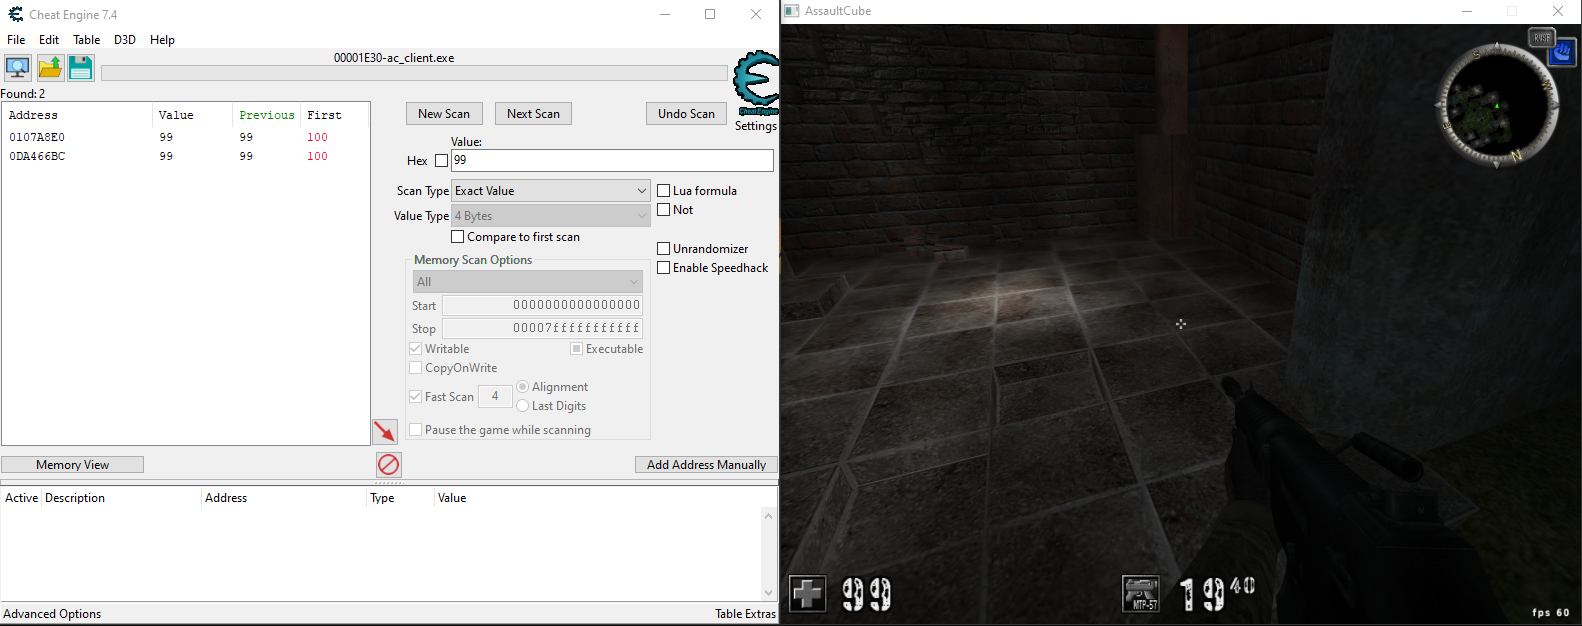 Cheat Engine 7.4
File Edit Table D3D Help
00001E30-ac_client.exe
Found: 2
Address Value Previous First
0107A8E0 99 99 100
0DA466BC 99 99 100
New Scan Next Scan Undo Scan
Cheat Engine
Settings
Value:
Hex 99
Scan Type Exact Value
Lua formula
Value Type 4 Bytes
Not
Compare to first scan
Unrandomizer
Memory Scan Options
Enable Speedhack
All
Start 0000000000000000
Stop 00007fffffffffff
Writable Executable
CopyOnWrite
Fast Scan 4 Alignment
Last Digits
Pause the game while scanning
Memory View
Add Address Manually
Active Description Address Type Value
Advanced Options
Table Extras
AssaultCube
RVSF
S
W
E
N
99
MTP-57
19 40
fps 60